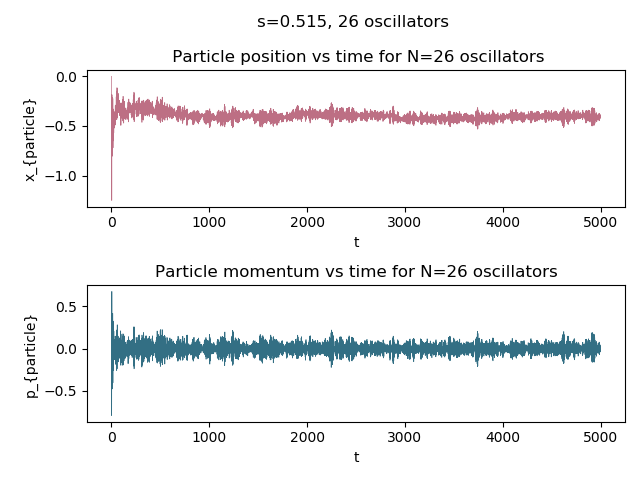 s=0.515, 26 oscillators
Particle position vs time for N=26 oscillators
0.0
−0.5
−1.0
x_{particle}
0 1000 2000 3000 4000 5000
t
Particle momentum vs time for N=26 oscillators
0.5
0.0
−0.5
p_{particle}
0 1000 2000 3000 4000 5000
t